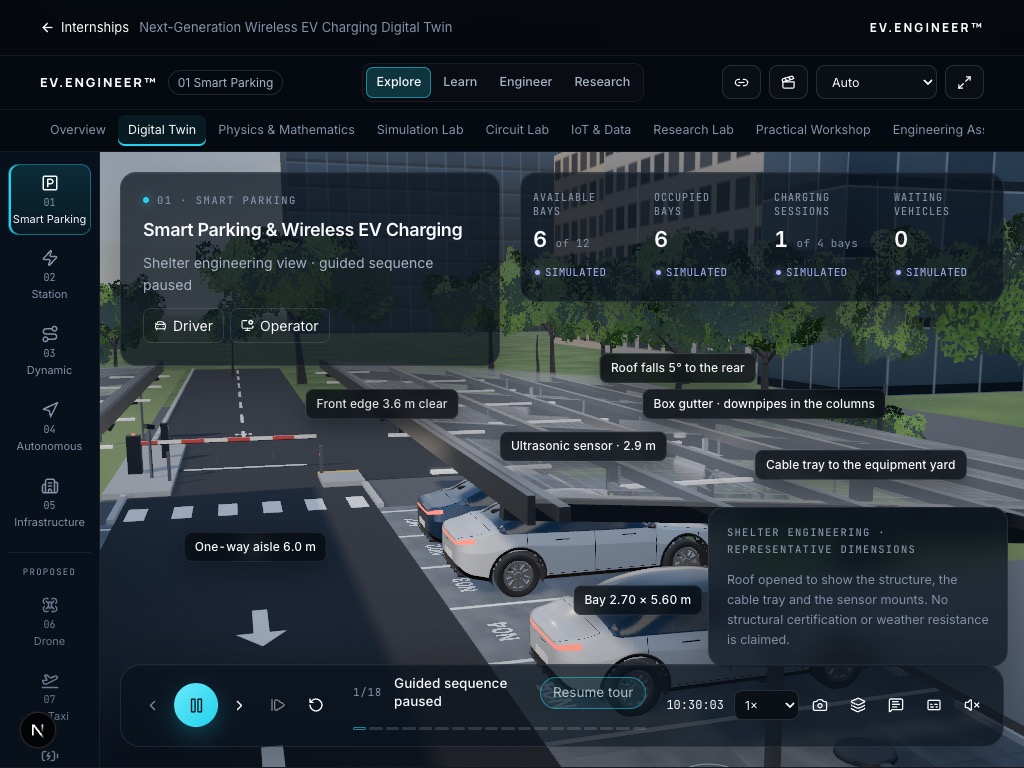 Internships Next-Generation Wireless EV Charging Digital Twin EV.ENGINEER™
EV.ENGINEER™ 01 Smart Parking Explore Learn Engineer Research Auto
Overview Digital Twin Physics & Mathematics Simulation Lab Circuit Lab IoT & Data Research Lab Practical Workshop Engineering Ass
01
Smart Parking
02
Station
03
Dynamic
04
Autonomous
05
Infrastructure
PROPOSED
06
Drone
07
Taxi
N
01 · SMART PARKING
Smart Parking & Wireless EV Charging
Shelter engineering view · guided sequence
paused
Driver Operator
AVAILABLE
BAYS
6 of 12
SIMULATED
OCCUPIED
BAYS
6
SIMULATED
CHARGING
SESSIONS
1 of 4 bays
SIMULATED
WAITING
VEHICLES
0
SIMULATED
Roof falls 5° to the rear
Front edge 3.6 m clear
Box gutter · downpipes in the columns
Ultrasonic sensor · 2.9 m
Cable tray to the equipment yard
One-way aisle 6.0 m
Bay 2.70 × 5.60 m
SHELTER ENGINEERING ·
REPRESENTATIVE DIMENSIONS
Roof opened to show the structure, the
cable tray and the sensor mounts. No
structural certification or weather resistance
is claimed.
1/18 Guided sequence
paused
Resume tour
10:30:03 1×